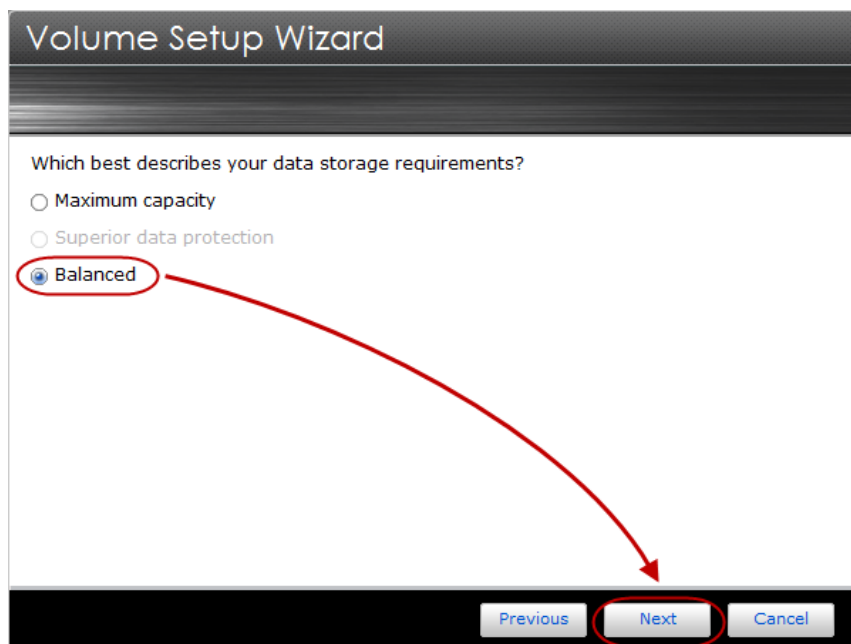 Volume Setup Wizard
Which best describes your data storage requirements?
Maximum capacity
Superior data protection
Balanced
Previous Next Cancel